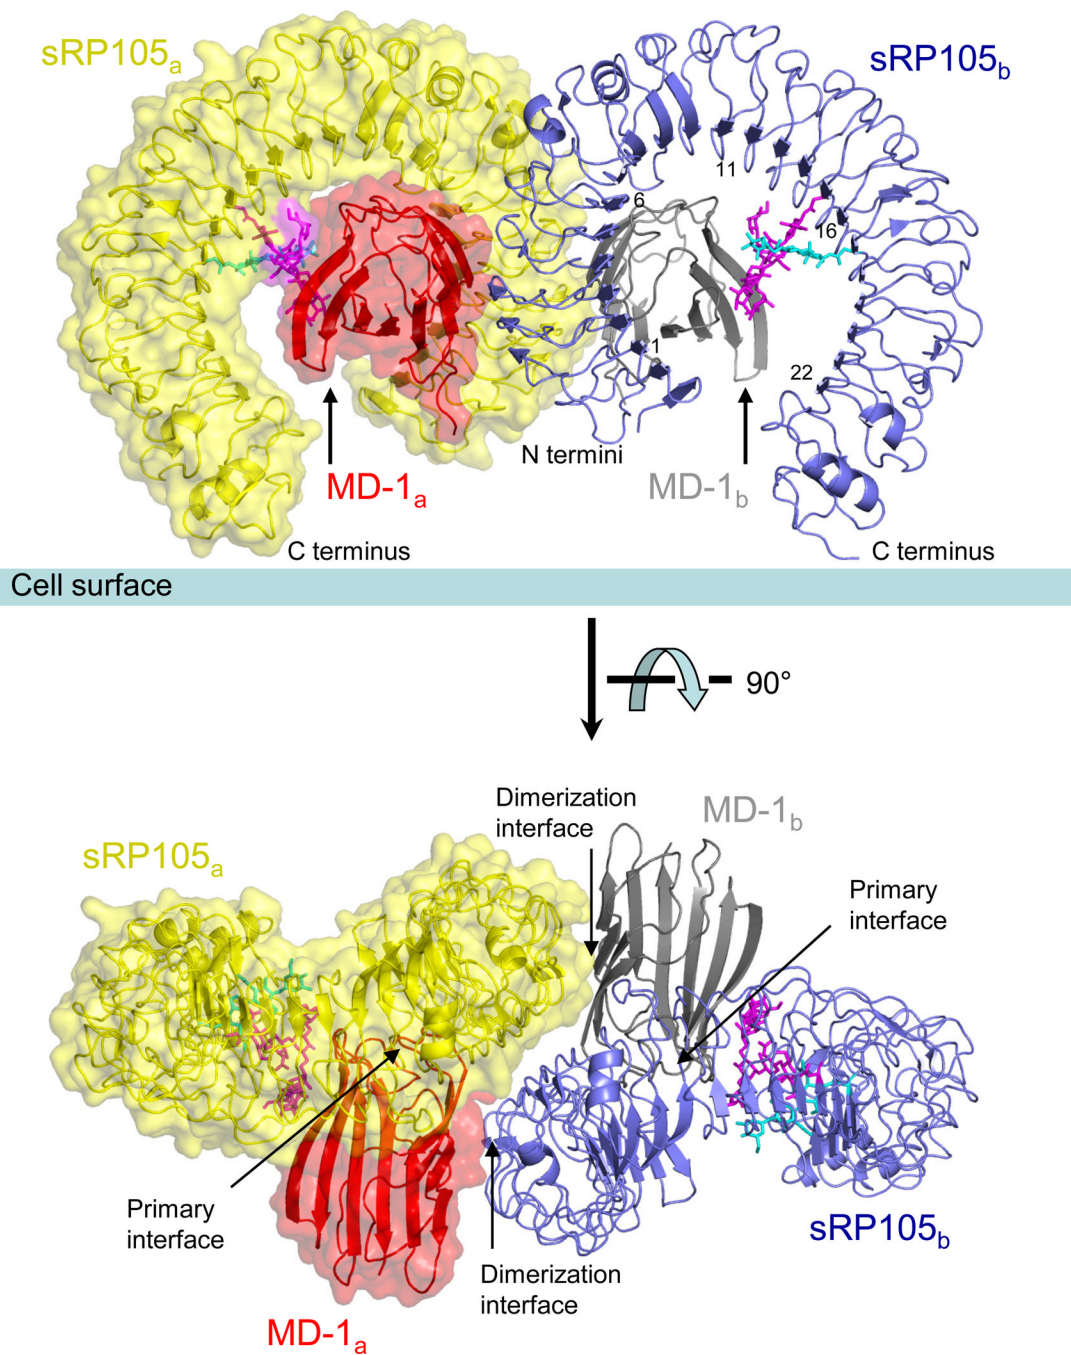 sRP105a
sRP105b
11
6
16
1
22
N termini
MD-1a
MD-1b
C terminus
C terminus
Cell surface
90°
Dimerization
interface
MD-1b
sRP105a
Primary
interface
Primary
interface
sRP105b
Dimerization
interface
MD-1a